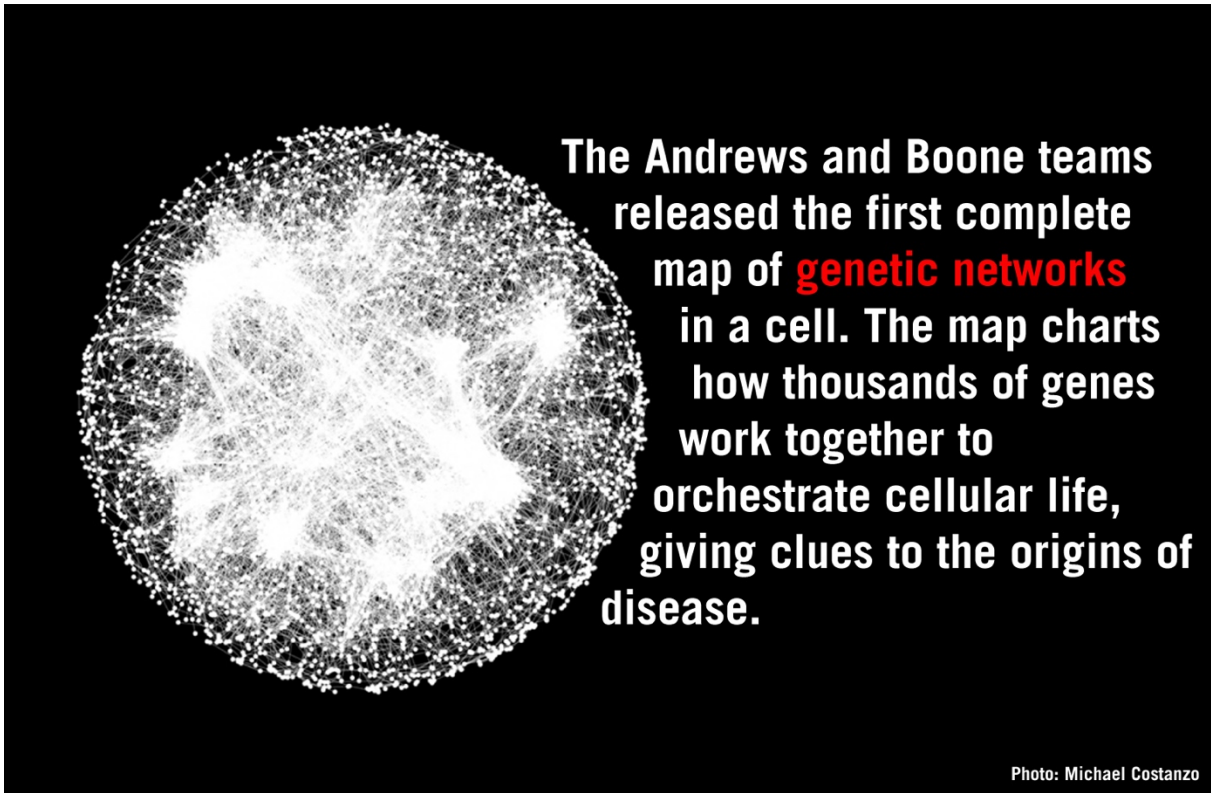 The Andrews and Boone teams
released the first complete
map of genetic networks
in a cell. The map charts
how thousands of genes
work together to
orchestrate cellular life,
giving clues to the origins of
disease.
Photo: Michael Costanzo